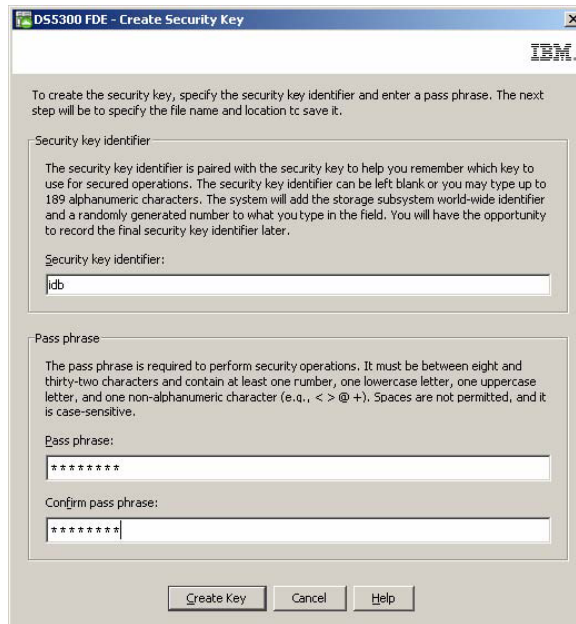 DS5300 FDE - Create Security Key
IBM.
To create the security key, specify the security key identifier and enter a pass phrase. The next
step will be to specify the file name and location tc save it.
Security key identifier
The security key identifier is paired with the security key to help you remember which key to
use for secured operations. The security key identifier can be left blank or you may type up to
189 alphanumeric characters. The system will add the storage subsystem world-wide identifier
and a randomly generated number to what you type in the field. You will have the opportunity
to record the final security key identifier later.
Security key identifier:
idb
Pass phrase
The pass phrase is required to perform security operations. It must be between eight and
thirty-two characters and contain at least one number, one lowercase letter, one uppercase
letter, and one non-alphanumeric character (e.g., < > @ +). Spaces are not permitted, and it
is case-sensitive.
Pass phrase:
********
Confirm pass phrase:
********
Create Key Cancel Help